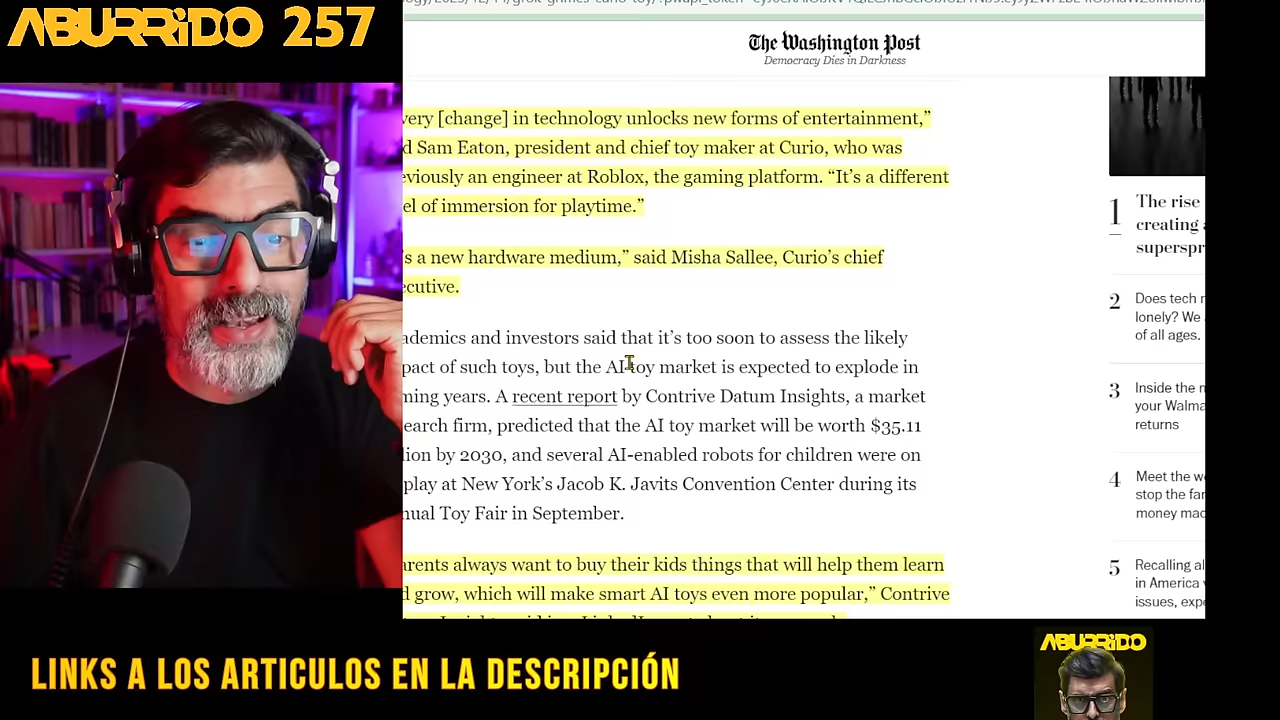 ABURRiDO 257
The Washington Post
Democracy Dies in Darkness
very [change] in technology unlocks new forms of entertainment,”
d Sam Eaton, president and chief toy maker at Curio, who was
eviously an engineer at Roblox, the gaming platform. “It’s a different
el of immersion for playtime.”
’s a new hardware medium,” said Misha Sallee, Curio’s chief
ecutive.
ademics and investors said that it’s too soon to assess the likely
pact of such toys, but the AI toy market is expected to explode in
ming years. A recent report by Contrive Datum Insights, a market
earch firm, predicted that the AI toy market will be worth $35.11
lion by 2030, and several AI-enabled robots for children were on
play at New York’s Jacob K. Javits Convention Center during its
nual Toy Fair in September.
arents always want to buy their kids things that will help them learn
d grow, which will make smart AI toys even more popular,” Contrive
1 The rise
creating
superspr
2 Does tech r
lonely? We
of all ages.
3 Inside the n
your Walma
returns
4 Meet the w
stop the far
money mac
5 Recalling al
in America
issues, expe
LINKS A LOS ARTICULOS EN LA DESCRIPCIÓN
ABURRiDO